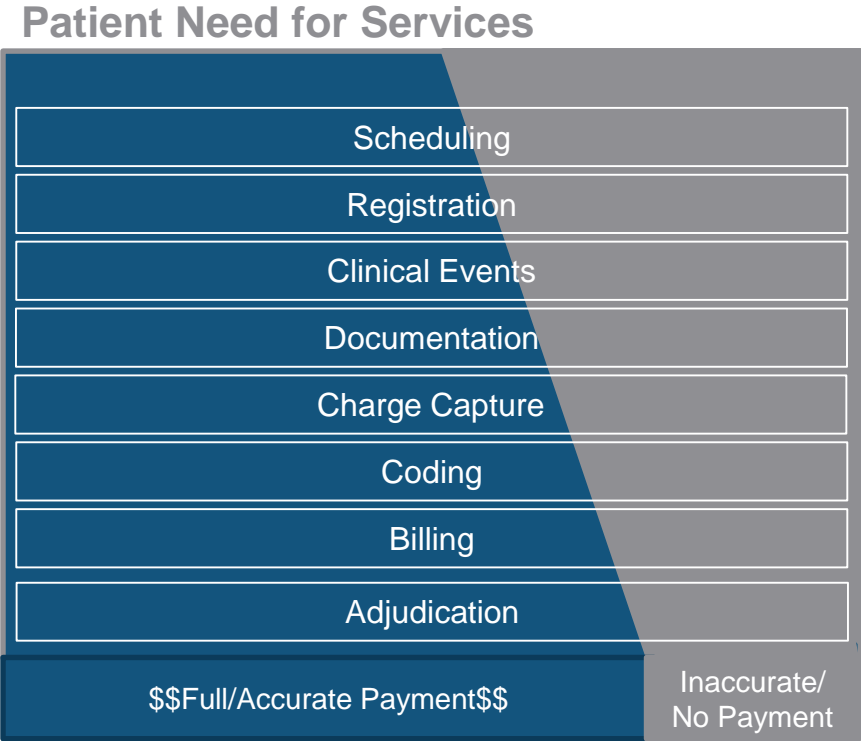 Patient Need for Services
Scheduling
Registration
Clinical Events
Documentation
Charge Capture
Coding
Billing
Adjudication
$$Full/Accurate Payment$$
Inaccurate/
No Payment